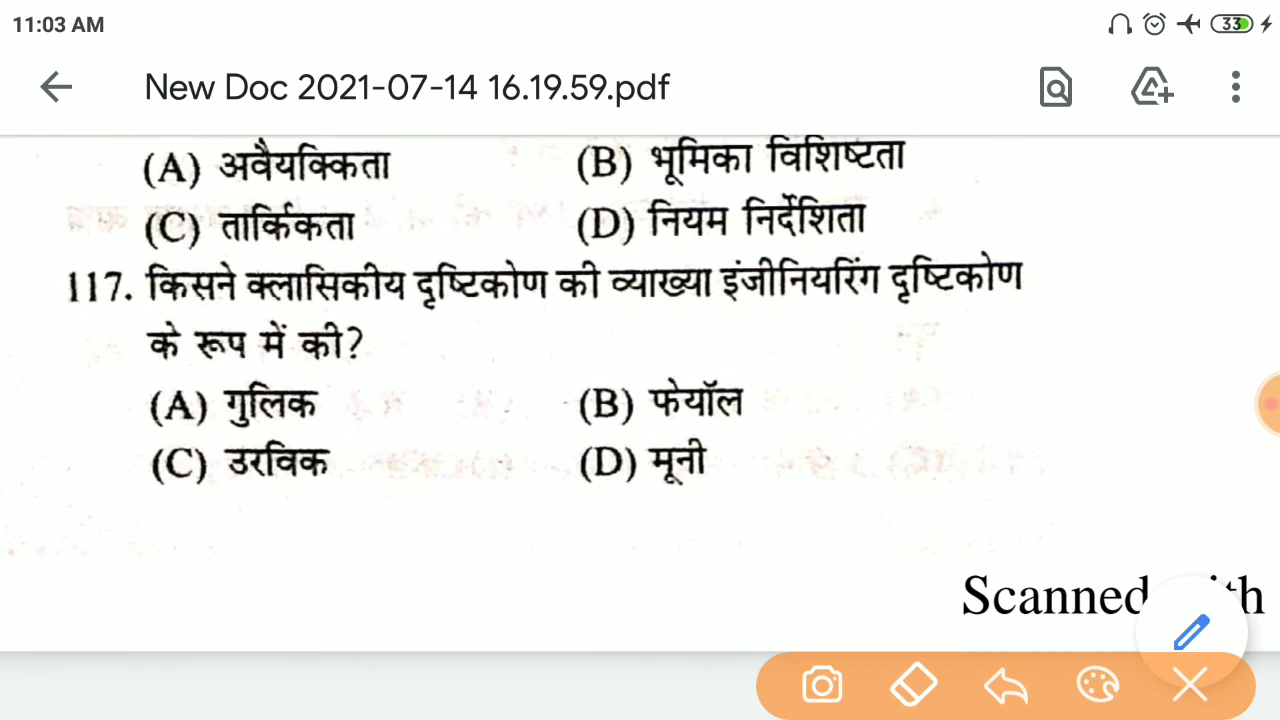 11:03 AM
33
New Doc 2021-07-14 16.19.59.pdf
(A) अवैयक्किता (B) भूमिका विशिष्टता
(C) तार्किकता (D) नियम निर्देशिता
117. किसने क्लासिकीय दृष्टिकोण की व्याख्या इंजीनियरिंग दृष्टिकोण
के रूप में की?
(A) गुलिक (B) फेयॉल
(C) उरविक (D) मूनी
Scanned